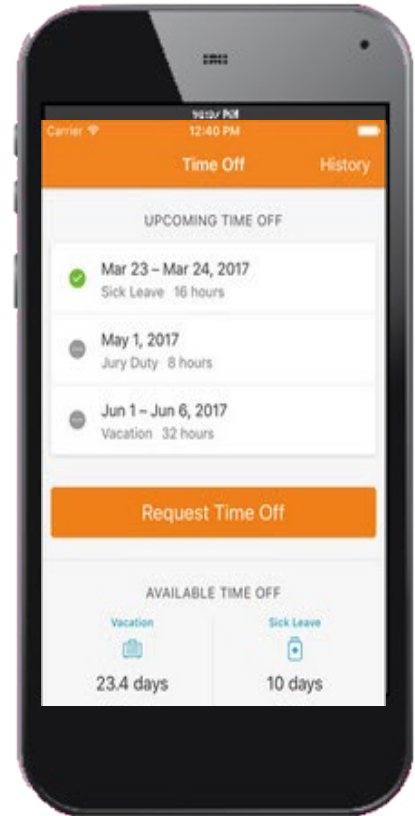 Carrier
12:40 PM
Time Off History
UPCOMING TIME OFF
Mar 23 – Mar 24, 2017
Sick Leave 16 hours
May 1, 2017
Jury Duty 8 hours
Jun 1 – Jun 6, 2017
Vacation 32 hours
Request Time Off
AVAILABLE TIME OFF
Vacation Sick Leave
23.4 days 10 days